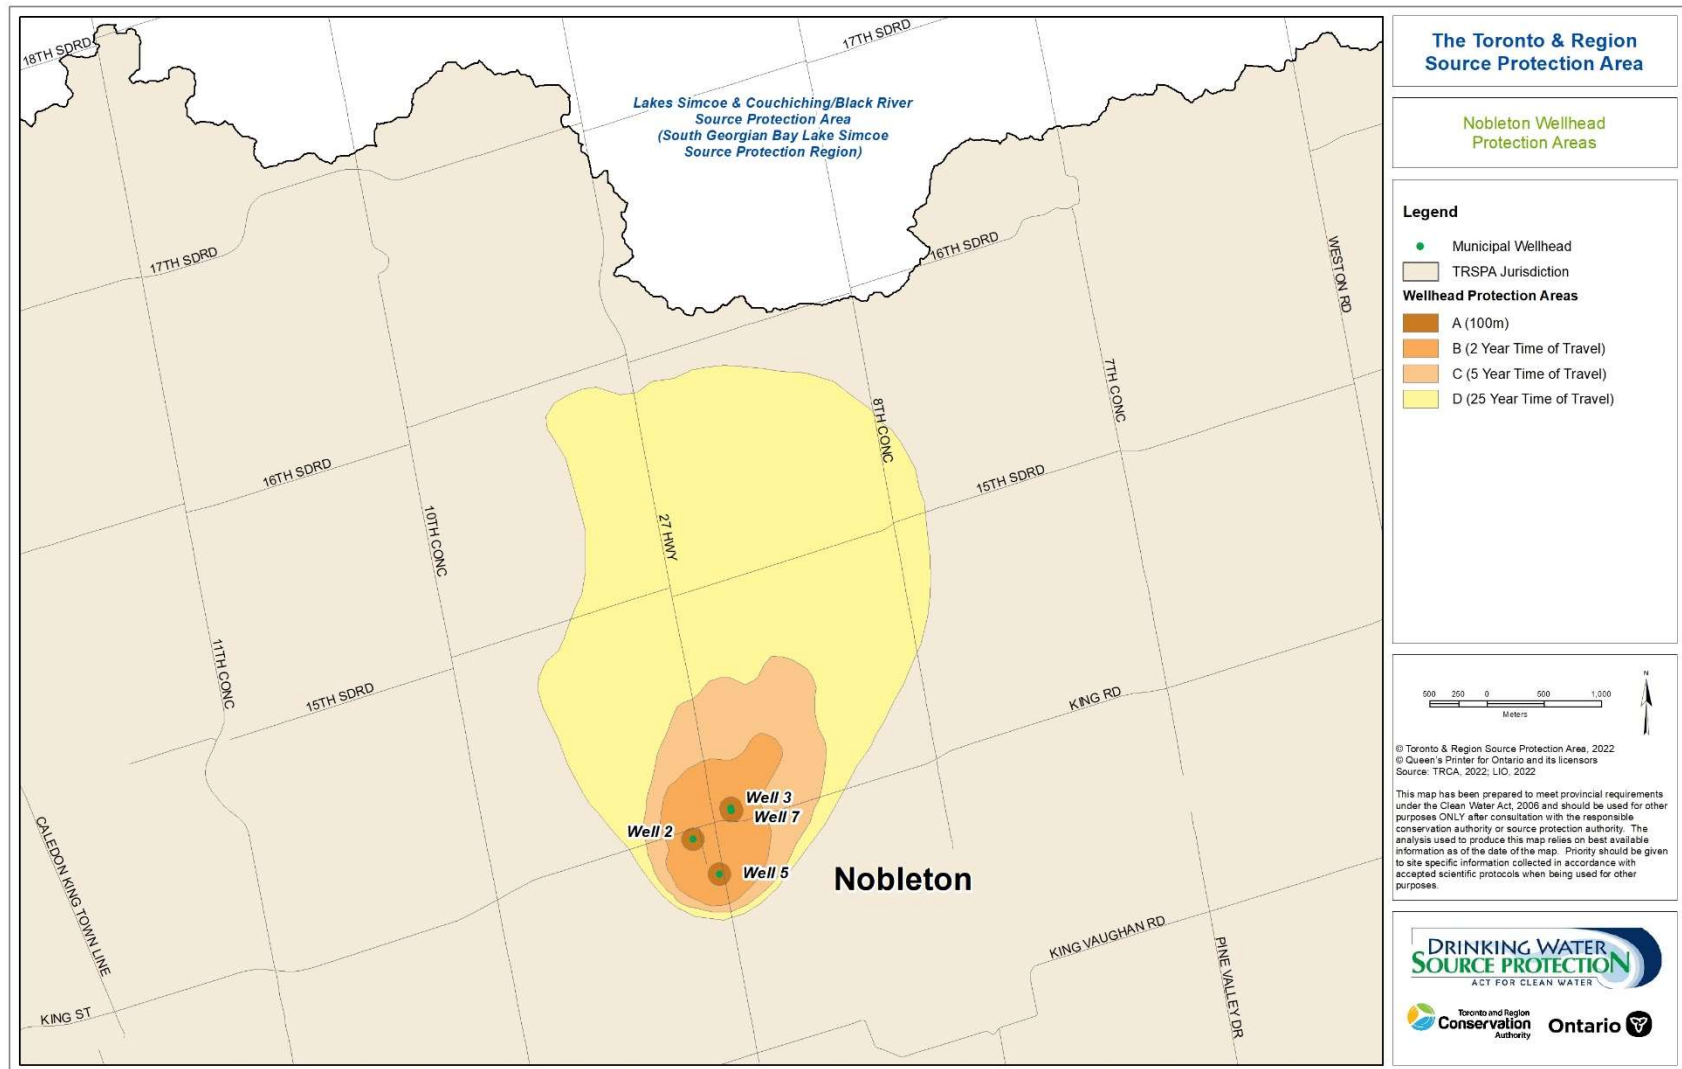 18TH SDRD
17TH SDRD
Lakes Simcoe & Couchiching/Black River
Source Protection Area
(South Georgian Bay Lake Simcoe
Source Protection Region)
17TH SDRD
16TH SDRD
WESTON RD
7TH CONC
8TH CONC
16TH SDRD
15TH SDRD
10TH CONC
27 HWY
11TH CONC
15TH SDRD
KING RD
Well 3
Well 7
Well 2
Well 5
Nobleton
CALEDON KING TOWN LINE
KING VAUGHAN RD
PINE VALLEY DR
KING ST
The Toronto & Region
Source Protection Area
Nobleton Wellhead
Protection Areas
Legend
Municipal Wellhead
TRSPA Jurisdiction
Wellhead Protection Areas
A (100m)
B (2 Year Time of Travel)
C (5 Year Time of Travel)
D (25 Year Time of Travel)
500 250 0 500 1,000
Meters
N
© Toronto & Region Source Protection Area, 2022
© Queen's Printer for Ontario and its licensors
Source: TRCA, 2022; LIO, 2022
This map has been prepared to meet provincial requirements
under the Clean Water Act, 2006 and should be used for other
purposes ONLY after consultation with the responsible
conservation authority or source protection authority. The
analysis used to produce this map relies on best available
information as of the date of the map. Priority should be given
to site specific information collected in accordance with
accepted scientific protocols when being used for other
purposes.
DRINKING WATER
SOURCE PROTECTION
ACT FOR CLEAN WATER
Toronto and Region
Conservation
Authority
Ontario